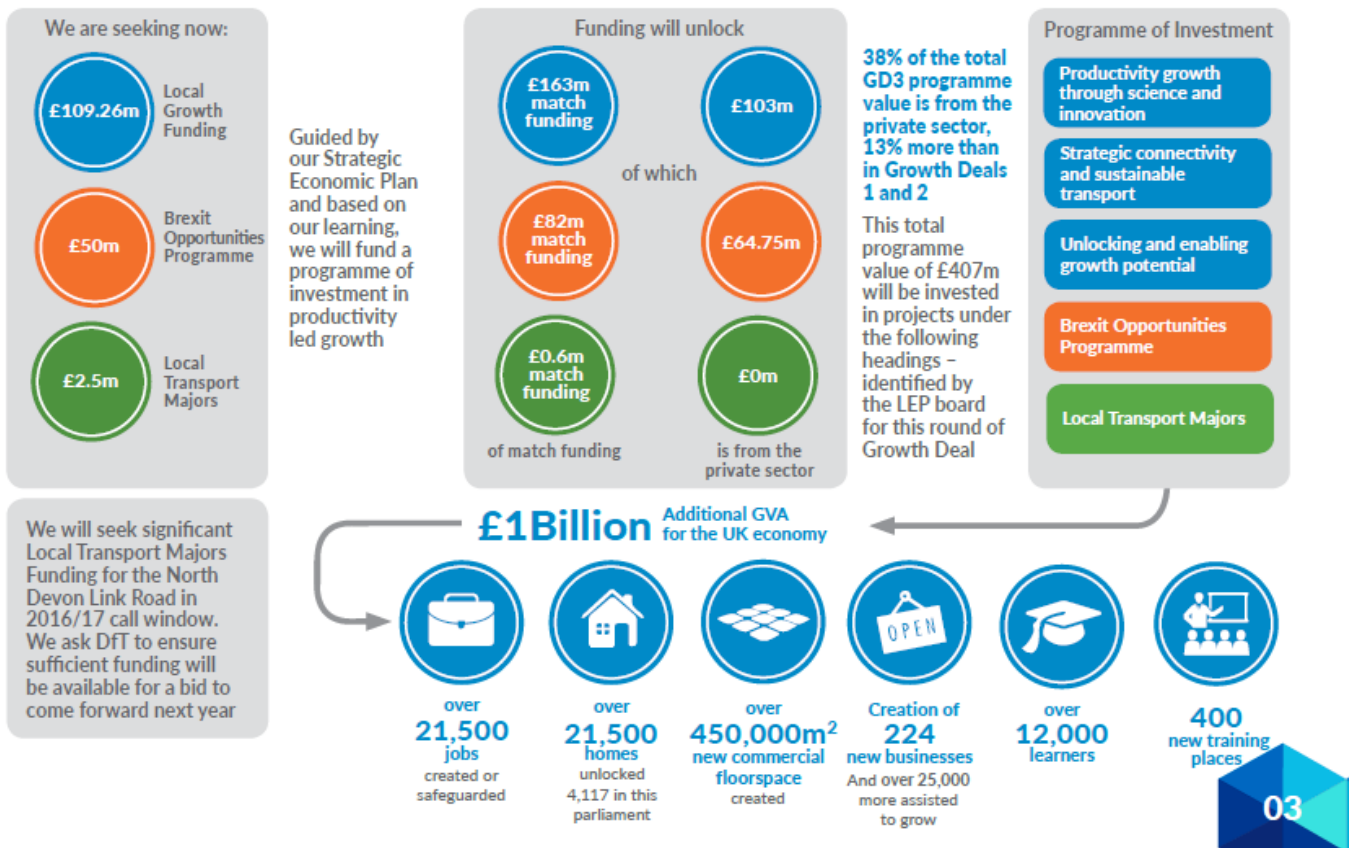 We are seeking now:
£109.26m
Local
Growth
Funding
£50m
Brexit
Opportunities
Programme
£2.5m
Local
Transport
Majors
Guided by
our Strategic
Economic Plan
and based on
our learning,
we will fund a
programme of
investment in
productivity
led growth
Funding will unlock
£163m
match
funding
£103m
of which
£82m
match
funding
£64.75m
£0.6m
match
funding
£0m
of match funding
is from the
private sector
38% of the total
GD3 programme
value is from the
private sector,
13% more than
in Growth Deals
1 and 2
This total
programme
value of £407m
will be invested
in projects under
the following
headings –
identified by
the LEP board
for this round of
Growth Deal
Programme of Investment
Productivity growth
through science and
innovation
Strategic connectivity
and sustainable
transport
Unlocking and enabling
growth potential
Brexit Opportunities
Programme
Local Transport Majors
We will seek significant
Local Transport Majors
Funding for the North
Devon Link Road in
2016/17 call window.
We ask DfT to ensure
sufficient funding will
be available for a bid to
come forward next year
£1Billion
Additional GVA
for the UK economy
over
21,500
jobs
created or
safeguarded
over
21,500
homes
unlocked
4,117 in this
parliament
over
450,000m²
new commercial
floorspace
created
OPEN
Creation of
224
new businesses
And over 25,000
more assisted
to grow
over
12,000
learners
400
new training
places
03